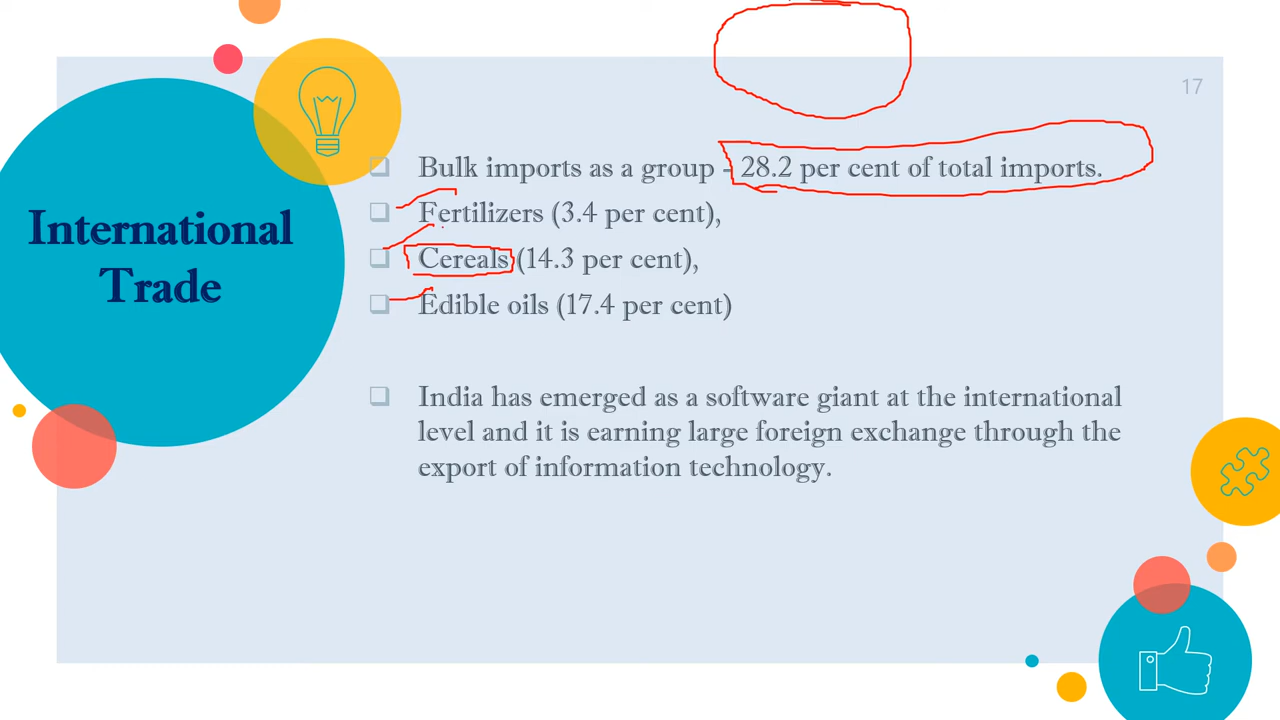 17
International
Trade
❑ Bulk imports as a group - 28.2 per cent of total imports.
❑ Fertilizers (3.4 per cent),
❑ Cereals (14.3 per cent),
❑ Edible oils (17.4 per cent)
❑ India has emerged as a software giant at the international
level and it is earning large foreign exchange through the
export of information technology.